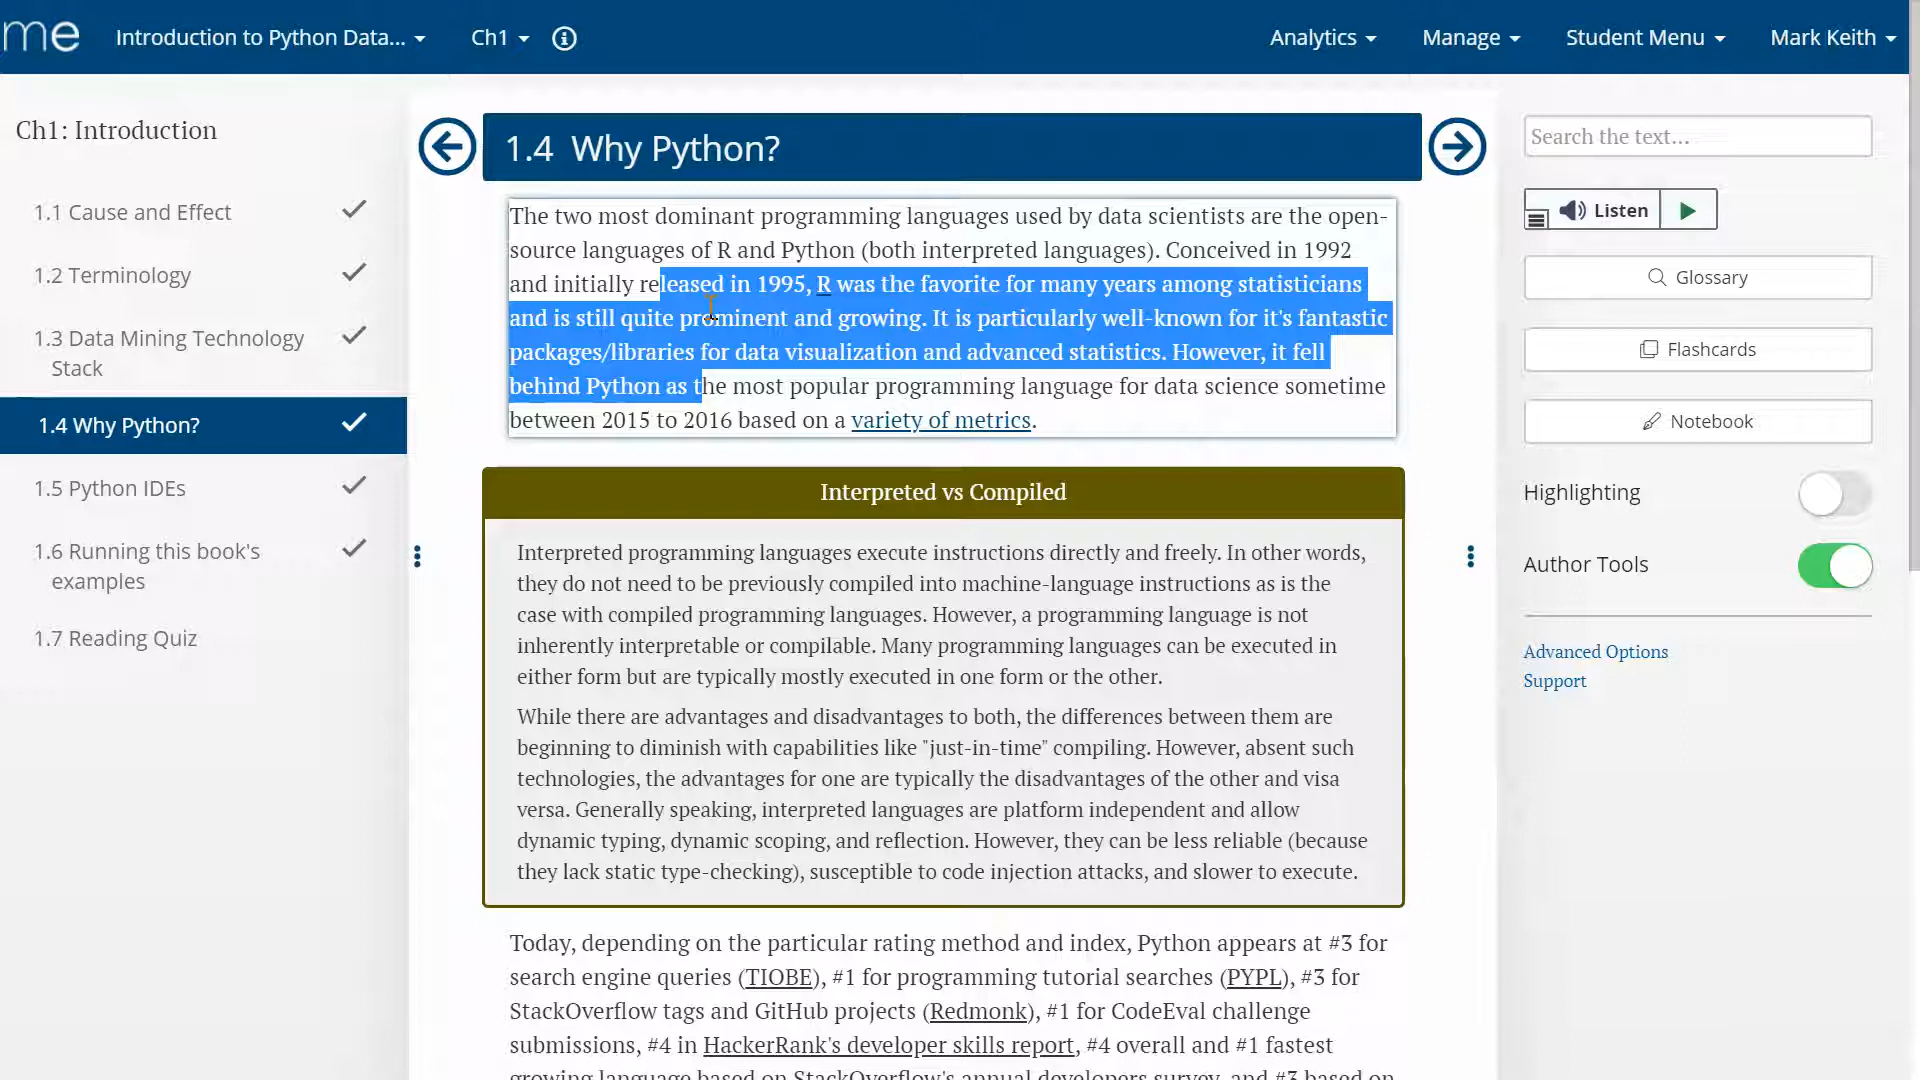 me
Introduction to Python Data...
Ch1
Analytics
Manage
Student Menu
Mark Keith
Ch1: Introduction
1.1 Cause and Effect
1.2 Terminology
1.3 Data Mining Technology
Stack
1.4 Why Python?
1.5 Python IDEs
1.6 Running this book's
examples
1.7 Reading Quiz
1.4 Why Python?
The two most dominant programming languages used by data scientists are the open-
source languages of R and Python (both interpreted languages). Conceived in 1992
and initially released in 1995, R was the favorite for many years among statisticians
and is still quite prominent and growing. It is particularly well-known for it's fantastic
packages/libraries for data visualization and advanced statistics. However, it fell
behind Python as the most popular programming language for data science sometime
between 2015 to 2016 based on a variety of metrics.
Interpreted vs Compiled
Interpreted programming languages execute instructions directly and freely. In other words,
they do not need to be previously compiled into machine-language instructions as is the
case with compiled programming languages. However, a programming language is not
inherently interpretable or compilable. Many programming languages can be executed in
either form but are typically mostly executed in one form or the other.
While there are advantages and disadvantages to both, the differences between them are
beginning to diminish with capabilities like "just-in-time" compiling. However, absent such
technologies, the advantages for one are typically the disadvantages of the other and visa
versa. Generally speaking, interpreted languages are platform independent and allow
dynamic typing, dynamic scoping, and reflection. However, they can be less reliable (because
they lack static type-checking), susceptible to code injection attacks, and slower to execute.
Today, depending on the particular rating method and index, Python appears at #3 for
search engine queries (TIOBE), #1 for programming tutorial searches (PYPL), #3 for
StackOverflow tags and GitHub projects (Redmonk), #1 for CodeEval challenge
submissions, #4 in HackerRank's developer skills report, #4 overall and #1 fastest
growing language based on StackOverflow's annual developers survey, and #3 based on
Search the text...
Listen
Glossary
Flashcards
Notebook
Highlighting
Author Tools
Advanced Options
Support